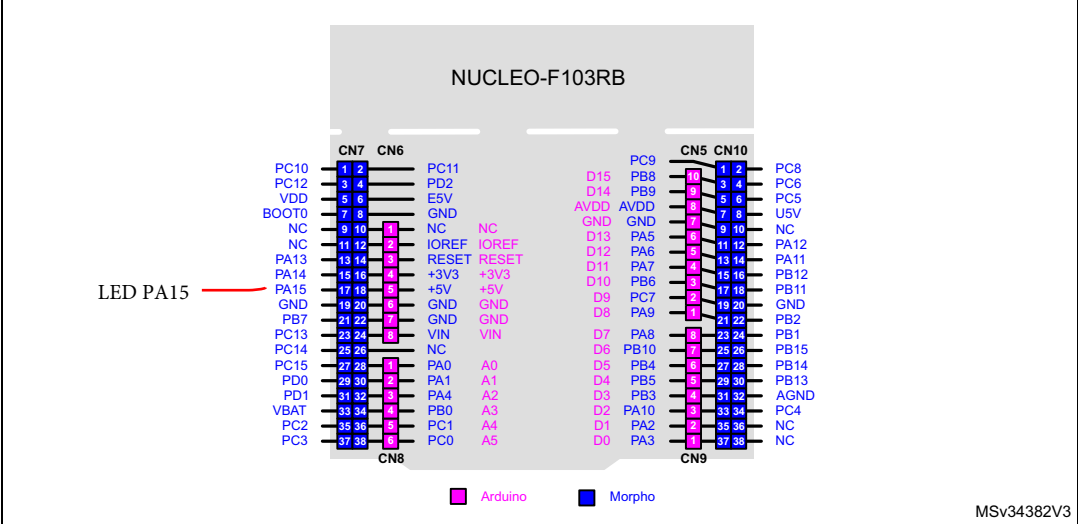 NUCLEO-F103RB
CN7 CN6 CN5 CN10
PC9
PC10 1 2 PC11 1 2 PC8
D15 PB8 10
PC12 3 4 PD2 3 4 PC6
D14 PB9 9
VDD 5 6 E5V 5 6 PC5
AVDD AVDD 8
BOOT0 7 8 GND 7 8 U5V
GND GND 7
NC 9 10 1 NC NC 9 10 NC
D13 PA5 6
NC 11 12 2 IOREF IOREF 11 12 PA12
D12 PA6 5
PA13 13 14 3 RESET RESET 13 14 PA11
D11 PA7 4
PA14 15 16 4 +3V3 +3V3 15 16 PB12
D10 PB6 3
LED PA15 PA15 17 18 5 +5V +5V 17 18 PB11
D9 PC7 2
GND 19 20 6 GND GND 19 20 GND
D8 PA9 1
PB7 21 22 7 GND GND 21 22 PB2
PC13 23 24 8 VIN VIN D7 PA8 8 23 24 PB1
PC14 25 26 NC D6 PB10 7 25 26 PB15
PC15 27 28 1 PA0 A0 D5 PB4 6 27 28 PB14
PD0 29 30 2 PA1 A1 D4 PB5 5 29 30 PB13
PD1 31 32 3 PA4 A2 D3 PB3 4 31 32 AGND
VBAT 33 34 4 PB0 A3 D2 PA10 3 33 34 PC4
PC2 35 36 5 PC1 A4 D1 PA2 2 35 36 NC
PC3 37 38 6 PC0 A5 D0 PA3 1 37 38 NC
CN8 CN9
Arduino Morpho
MSv34382V3